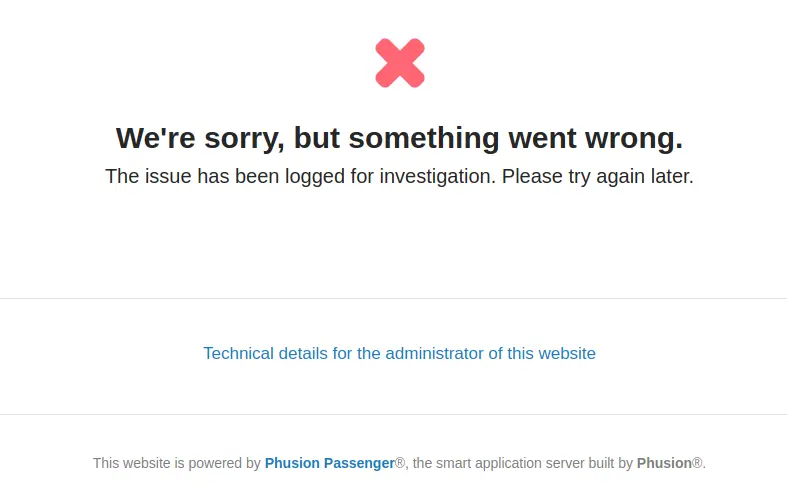 We're sorry, but something went wrong.
The issue has been logged for investigation. Please try again later.
Technical details for the administrator of this website
This website is powered by Phusion Passenger®, the smart application server built by Phusion®.